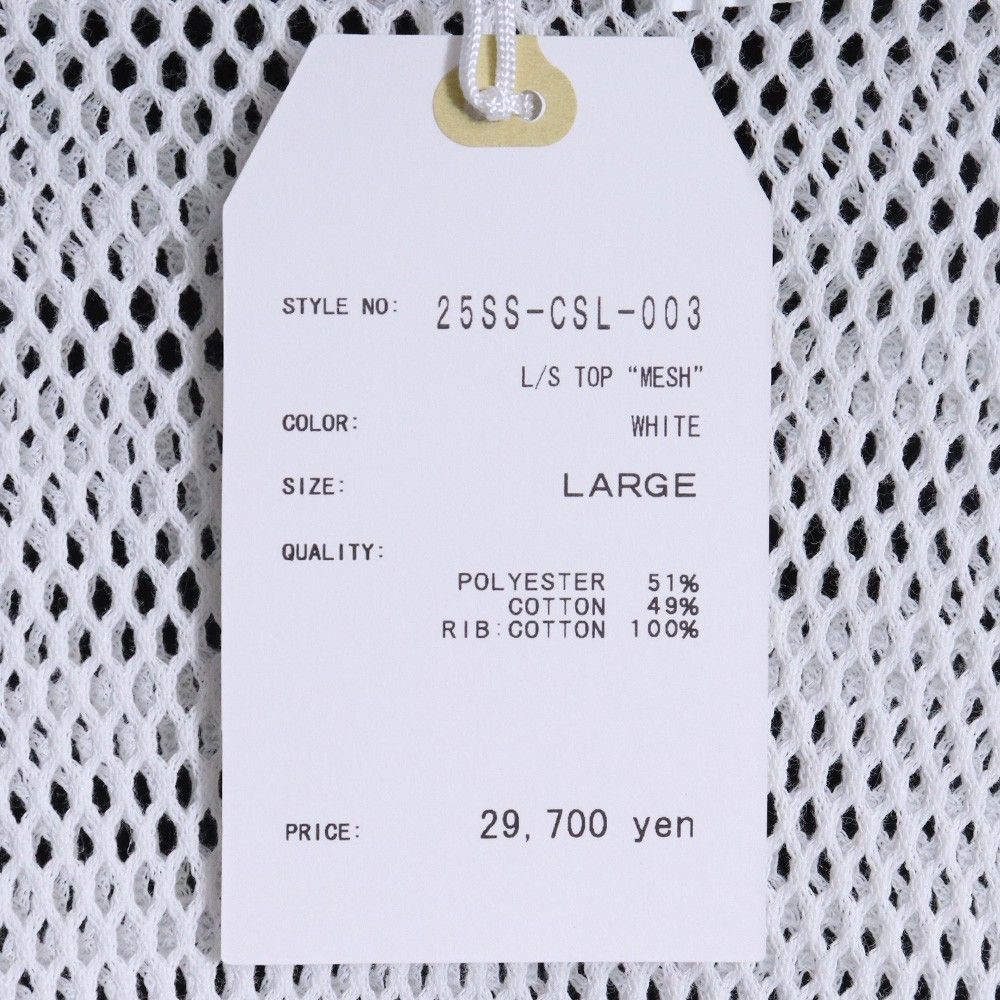 STYLE NO: 25SS-CSL-003
L/S TOP “MESH”
COLOR: WHITE
SIZE: LARGE
QUALITY:
POLYESTER 51%
COTTON 49%
RIB:COTTON 100%
PRICE: 29,700 yen